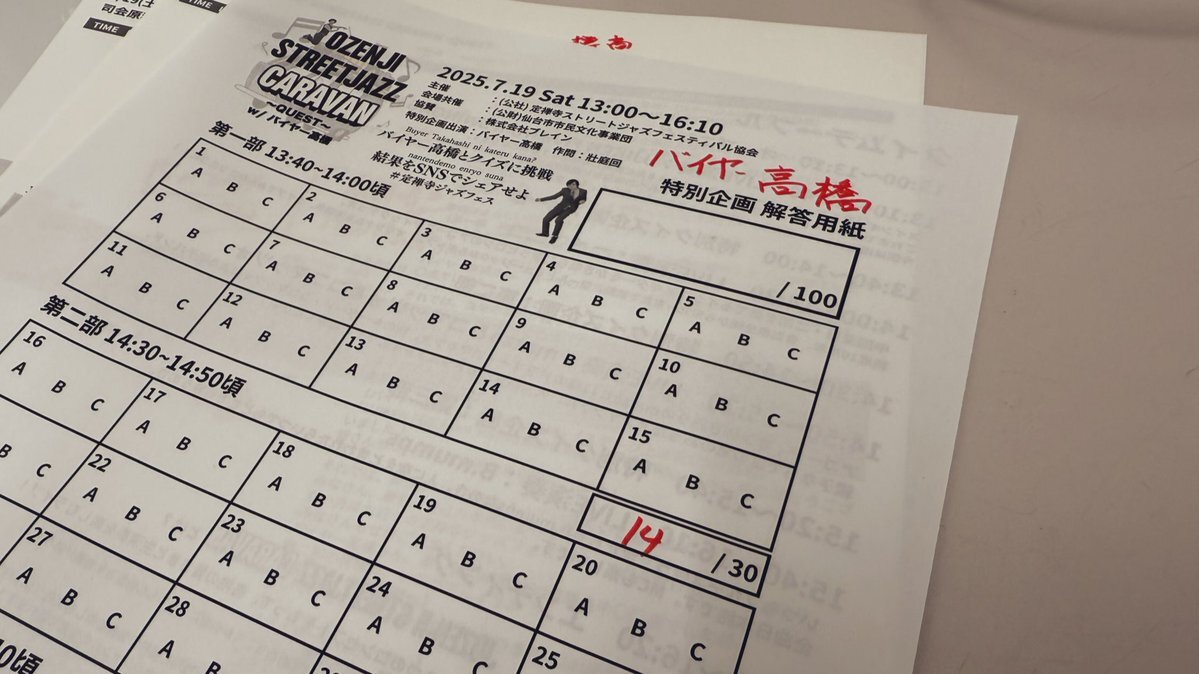 TIME
司会原
TIME
JOZENJI
STREETJAZZ
CARAVAN
〜QUEST〜
w/ バイヤー高橋
2025.7.19 Sat 13:00〜16:10
主催 :(公社) 定禅寺ストリートジャズフェスティバル協会
会場共催 :(公財)仙台市市民文化事業団
協賛 :株式会社ブレイン
特別企画出演:バイヤー高橋 作問:壯庭回
Buyer Takahashi ni kateru kana?
バイヤー高橋とクイズに挑戦
nantendemo enryo suna
結果をSNSでシェアせよ
#定禅寺ジャズフェス
バイヤー高橋
特別企画 解答用紙
/ 100
第一部 13:40~14:00頃
1 A B C
2 A B C
3 A B C
4 A B C
5 A B C
6 A B C
7 A B C
8 A B C
9 A B C
10 A B C
11 A B C
12 A B C
13 A B C
14 A B C
15 A B C
14 / 30
第二部 14:30~14:50頃
16 A B C
17 A B C
18 A B C
19 A B C
20 A B C
B C
22 A B C
23 A B C
24 A B C
25
27 A B C
28 A B
0頃